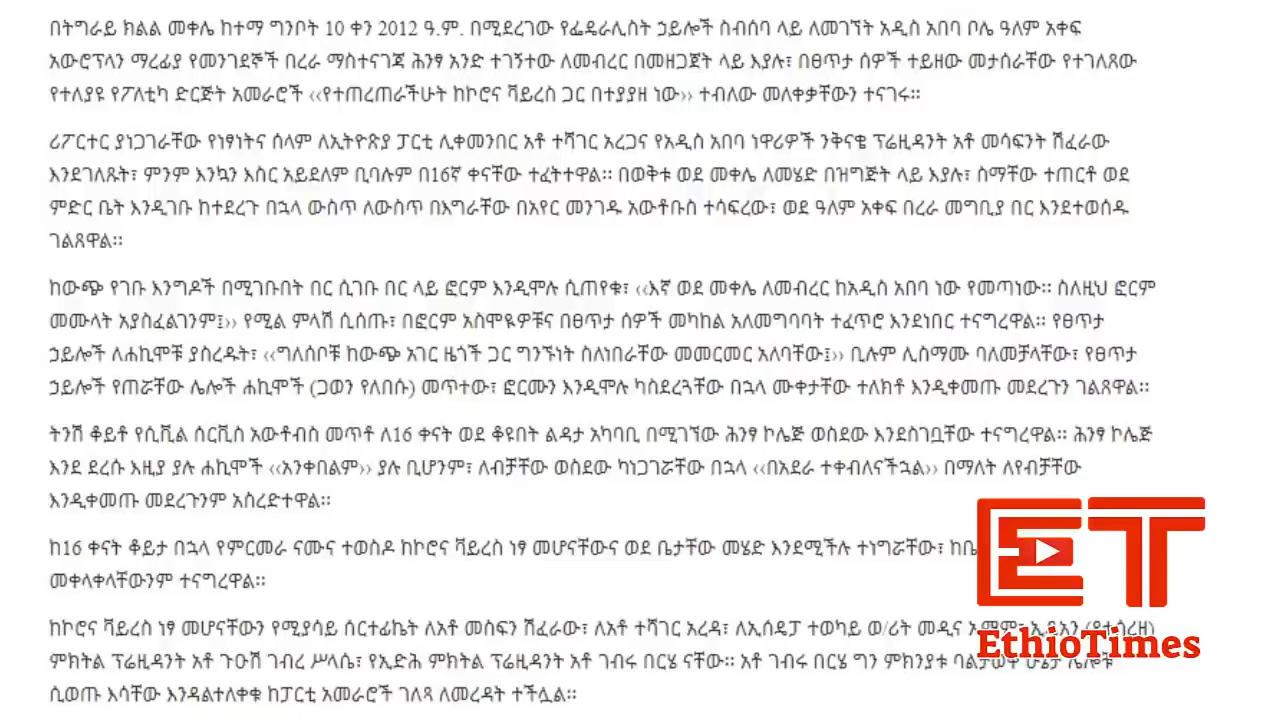 በትግራይ ክልል መቀሌ ከተማ ግንቦት 10 ቀን 2012 ዓ.ም. በሚደረገው የፌዴራሊስት ኃይሎች ስብሰባ ላይ ለመገኘት አዲስ አበባ ቦሌ ዓለም አቀፍ
አውሮፕላን ማረፊያ የመንገደኞች በረራ ማስተናገጃ ሕንፃ አንድ ተገኝተው ለመብረር በመዘጋጀት ላይ እያሉ፣ በፀጥታ ሰዎች ተይዘው መታሰራቸው የተገለጸው
የተለያዩ የፖለቲካ ድርጅት አመራሮች ‹‹የተጠረጠራችሁት ከኮሮና ቫይረስ ጋር በተያያዘ ነው›› ተብለው መለቀቃቸውን ተናገሩ፡፡
ሪፖርተር ያነጋገራቸው የነፃነትና ሰላም ለኢትዮጵያ ፓርቲ ሊቀመንበር አቶ ተሻገር አረጋና የአዲስ አበባ ነዋሪዎች ንቅናቄ ፕሬዚዳንት አቶ መሳፍንት ሽፈራው
እንደገለጹት፣ ምንም እንኳን እስር አይደለም ቢባሉም በ16ኛ ቀናቸው ተፈትተዋል፡፡ በወቅቱ ወደ መቀሌ ለመሄድ በዝግጅት ላይ እያሉ፣ ስማቸው ተጠርቶ ወደ
ምድር ቤት እንዲገቡ ከተደረጉ በኋላ ውስጥ ለውስጥ በእግራቸው በአየር መንገዱ አውቶቡስ ተሳፍረው፣ ወደ ዓለም አቀፍ በረራ መግቢያ በር እንደተወሰዱ
ገልጸዋል፡፡
ከውጭ የገቡ እንግዶች በሚገቡበት በር ሲገቡ በር ላይ ፎርም እንዲሞሉ ሲጠየቁ፣ ‹‹እኛ ወደ መቀሌ ለመብረር ከአዲስ አበባ ነው የመጣነው፡፡ ስለዚህ ፎርም
መሙላት አያስፈልገንም፤›› የሚል ምላሽ ሲሰጡ፣ በፎርም አስሞዪዎቹና በፀጥታ ሰዎች መካከል አለመግባባት ተፈጥሮ እንደነበር ተናግረዋል፡፡ የፀጥታ
ኃይሎች ለሐኪሞቹ ያስረዱት፣ ‹‹ግለሰቦቹ ከውጭ አገር ዜጎች ጋር ግንኙነት ስለነበራቸው መመርመር አለባቸው፤›› ቢሉም ሊስማሙ ባለመቻላቸው፣ የፀጥታ
ኃይሎች የጠሯቸው ሌሎች ሐኪሞች (ጋወን የለበሱ) መጥተው፣ ፎርሙን እንዲሞሉ ካስደረጓቸው በኋላ ሙቀታቸው ተለክቶ እንዲቀመጡ መደረጉን ገልጸዋል፡፡
ትንሽ ቆይቶ የሲቪል ሰርቪስ አውቶብስ መጥቶ ለ16 ቀናት ወደ ቆዩበት ልዳታ አካባቢ በሚገኘው ሕንፃ ኮሌጅ ወስደው እንደስገቧቸው ተናግረዋል፡፡ ሕንፃ ኮሌጅ
እንደ ደረሱ እዚያ ያሉ ሐኪሞች ‹‹አንቀበልም›› ያሉ ቢሆንም፣ ለብቻቸው ወስደው ካነጋገሯቸው በኋላ ‹‹በአደራ ተቀብለናችኋል›› በማለት ለየብቻቸው
እንዲቀመጡ መደረጉንም አስረድተዋል፡፡
ከ16 ቀናት ቆይታ በኋላ የምርመራ ናሙና ተወስዶ ከኮሮና ቫይረስ ነፃ መሆናቸውና ወደ ቤታቸው መሄድ እንደሚችሉ ተነግሯቸው፣
መቀላቀላቸውንም ተናግረዋል፡፡
ከኮሮና ቫይረስ ነፃ መሆናቸውን የሚያሳይ ሰርተፊኬት ለአቶ መስፍን ሽፈራው፣ ለአቶ ተሻገር አረዳ፣ ለኢሰዴፓ ተወካይ ወ/ሪት መዲና
ምክትል ፕሬዚዳንት አቶ ጉዑሽ ገብረ ሥላሴ፣ የኢድሕ ምክትል ፕሬዚዳንት አቶ ገብሩ በርሄ ናቸው፡፡ አቶ ገብሩ በርሄ ግን ምክንያቱ
ሲወጡ እሳቸው እንዳልተለቀቁ ከፓርቲ አመራሮች ገለጻ ለመረዳት ተችሏል፡፡
ET
EthioTimes